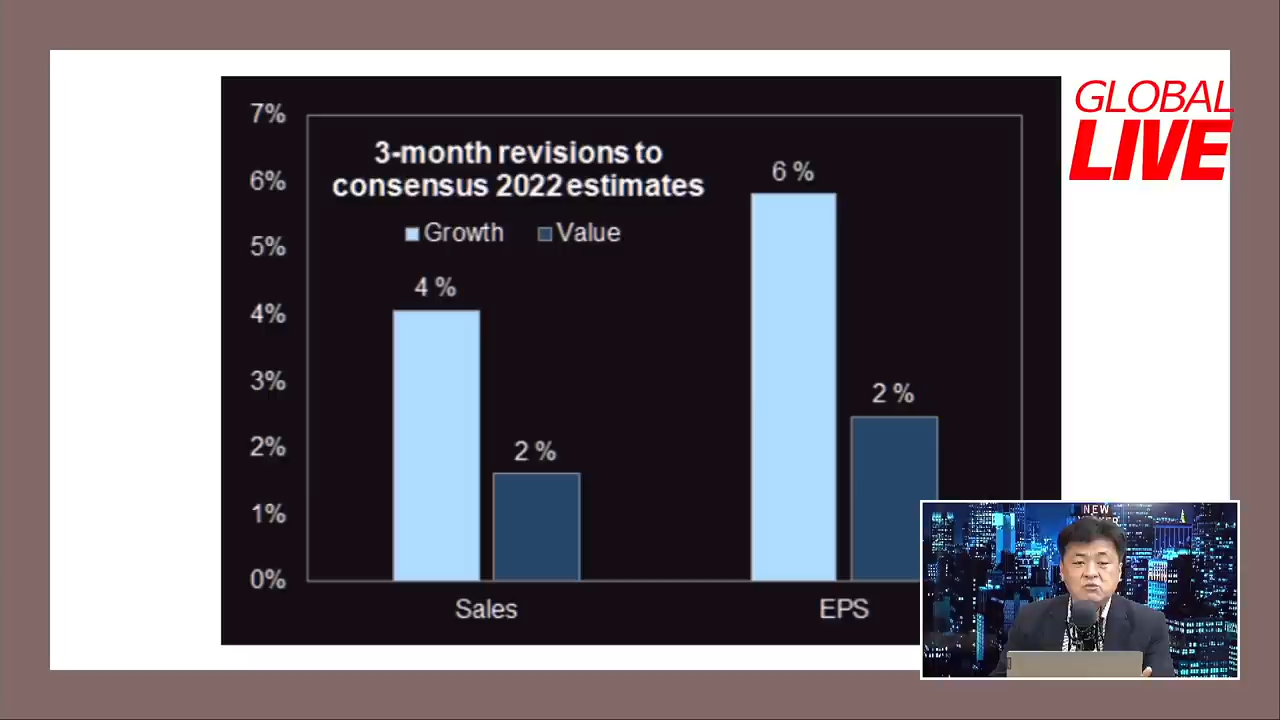 GLOBAL
LIVE
7%
6%
5%
4%
3%
2%
1%
0%
3-month revisions to
consensus 2022 estimates
Growth Value
4 %
2 %
6 %
2 %
Sales EPS
NEW